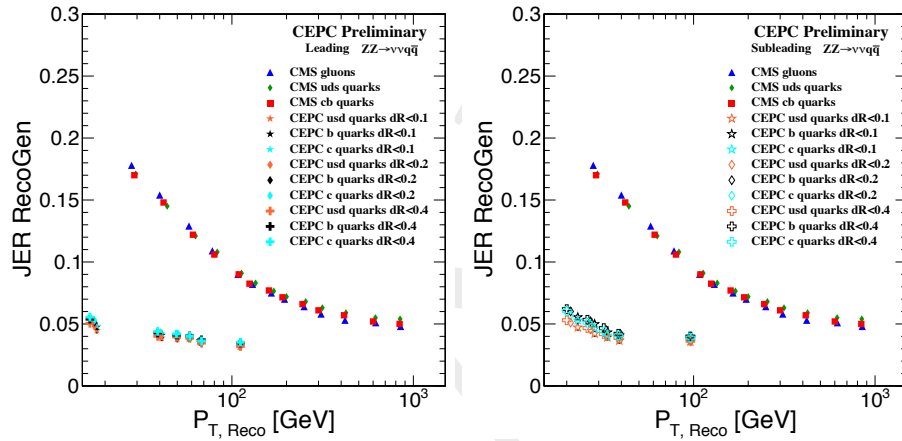 0.3
0.25
0.2
0.15
0.1
0.05
0
JER RecoGen
CEPC Preliminary
Leading ZZ→ννqq̅
CMS gluons
CMS uds quarks
CMS cb quarks
CEPC usd quarks dR<0.1
CEPC b quarks dR<0.1
CEPC c quarks dR<0.1
CEPC usd quarks dR<0.2
CEPC b quarks dR<0.2
CEPC c quarks dR<0.2
CEPC usd quarks dR<0.4
CEPC b quarks dR<0.4
CEPC c quarks dR<0.4
10² 10³
P_T, Reco [GeV]
0.3
0.25
0.2
0.15
0.1
0.05
0
JER RecoGen
CEPC Preliminary
Subleading ZZ→ννqq̅
CMS gluons
CMS uds quarks
CMS cb quarks
CEPC usd quarks dR<0.1
CEPC b quarks dR<0.1
CEPC c quarks dR<0.1
CEPC usd quarks dR<0.2
CEPC b quarks dR<0.2
CEPC c quarks dR<0.2
CEPC usd quarks dR<0.4
CEPC b quarks dR<0.4
CEPC c quarks dR<0.4
10² 10³
P_T, Reco [GeV]